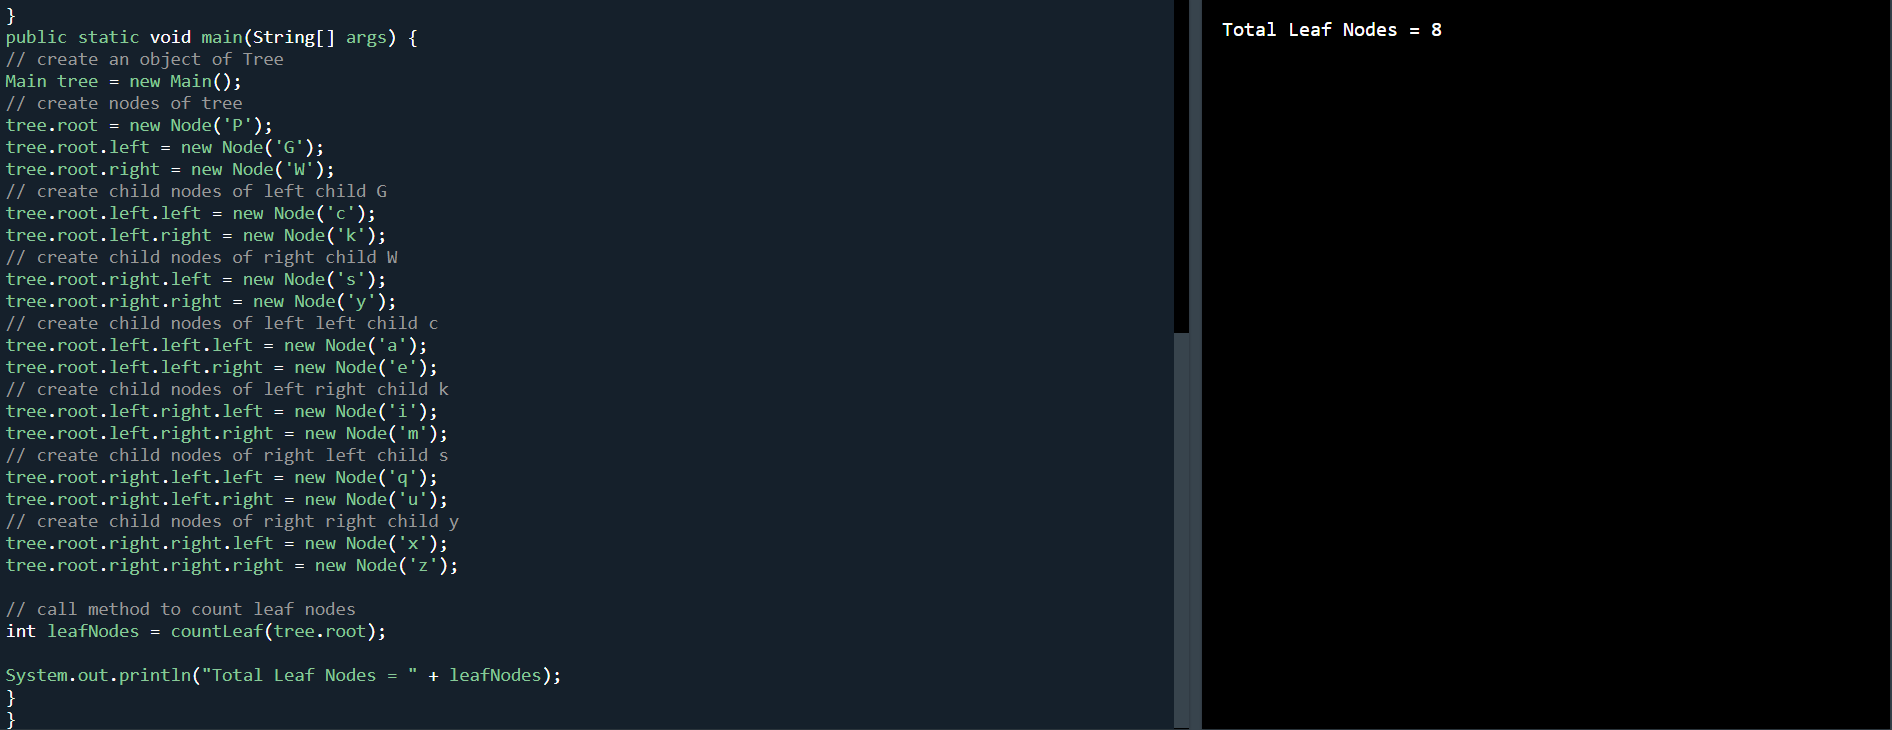 }
public static void main(String[] args) {
// create an object of Tree
Main tree = new Main();
// create nodes of tree
tree.root = new Node('P');
tree.root.left = new Node('G');
tree.root.right = new Node('W');
// create child nodes of left child G
tree.root.left.left = new Node('c');
tree.root.left.right = new Node('k');
// create child nodes of right child W
tree.root.right.left = new Node('s');
tree.root.right.right = new Node('y');
// create child nodes of left left child c
tree.root.left.left.left = new Node('a');
tree.root.left.left.right = new Node('e');
// create child nodes of left right child k
tree.root.left.right.left = new Node('i');
tree.root.left.right.right = new Node('m');
// create child nodes of right left child s
tree.root.right.left.left = new Node('q');
tree.root.right.left.right = new Node('u');
// create child nodes of right right child y
tree.root.right.right.left = new Node('x');
tree.root.right.right.right = new Node('z');
// call method to count leaf nodes
int leafNodes = countLeaf(tree.root);
System.out.println("Total Leaf Nodes = " + leafNodes);
}
}
Total Leaf Nodes = 8